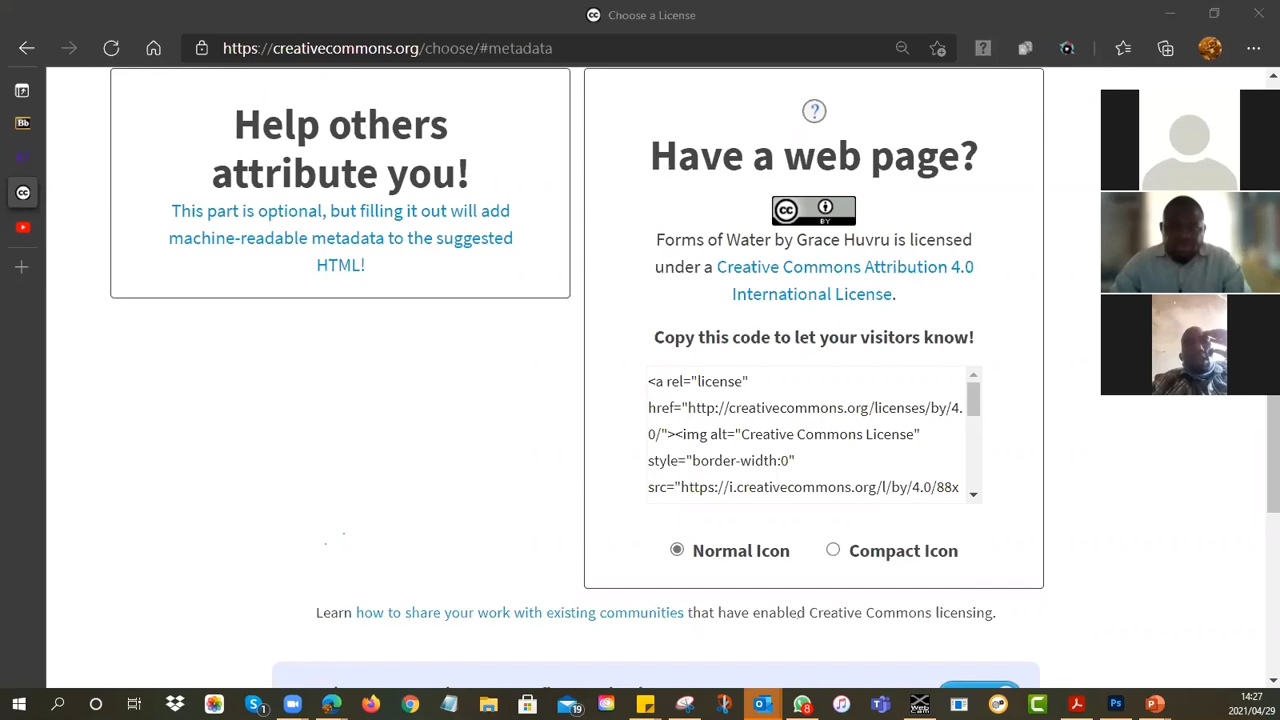 Choose a License
https://creativecommons.org/choose/#metadata
Bb
Help others
attribute you!
This part is optional, but filling it out will add
machine-readable metadata to the suggested
HTML!
?
Have a web page?
cc BY
Forms of Water by Grace Huvru is licensed
under a Creative Commons Attribution 4.0
International License.
Copy this code to let your visitors know!
<a rel="license"
href="http://creativecommons.org/licenses/by/4.
0/"><img alt="Creative Commons License"
style="border-width:0"
src="https://i.creativecommons.org/l/by/4.0/88x
Normal Icon
Compact Icon
Learn how to share your work with existing communities that have enabled Creative Commons licensing.
14:27
2021/04/29